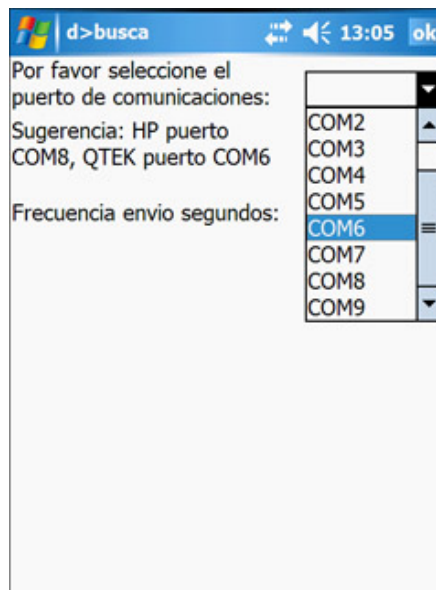 d>busca 13:05 ok
Por favor seleccione el
puerto de comunicaciones:
Sugerencia: HP puerto
COM8, QTEK puerto COM6
Frecuencia envio segundos:
COM2
COM3
COM4
COM5
COM6
COM7
COM8
COM9